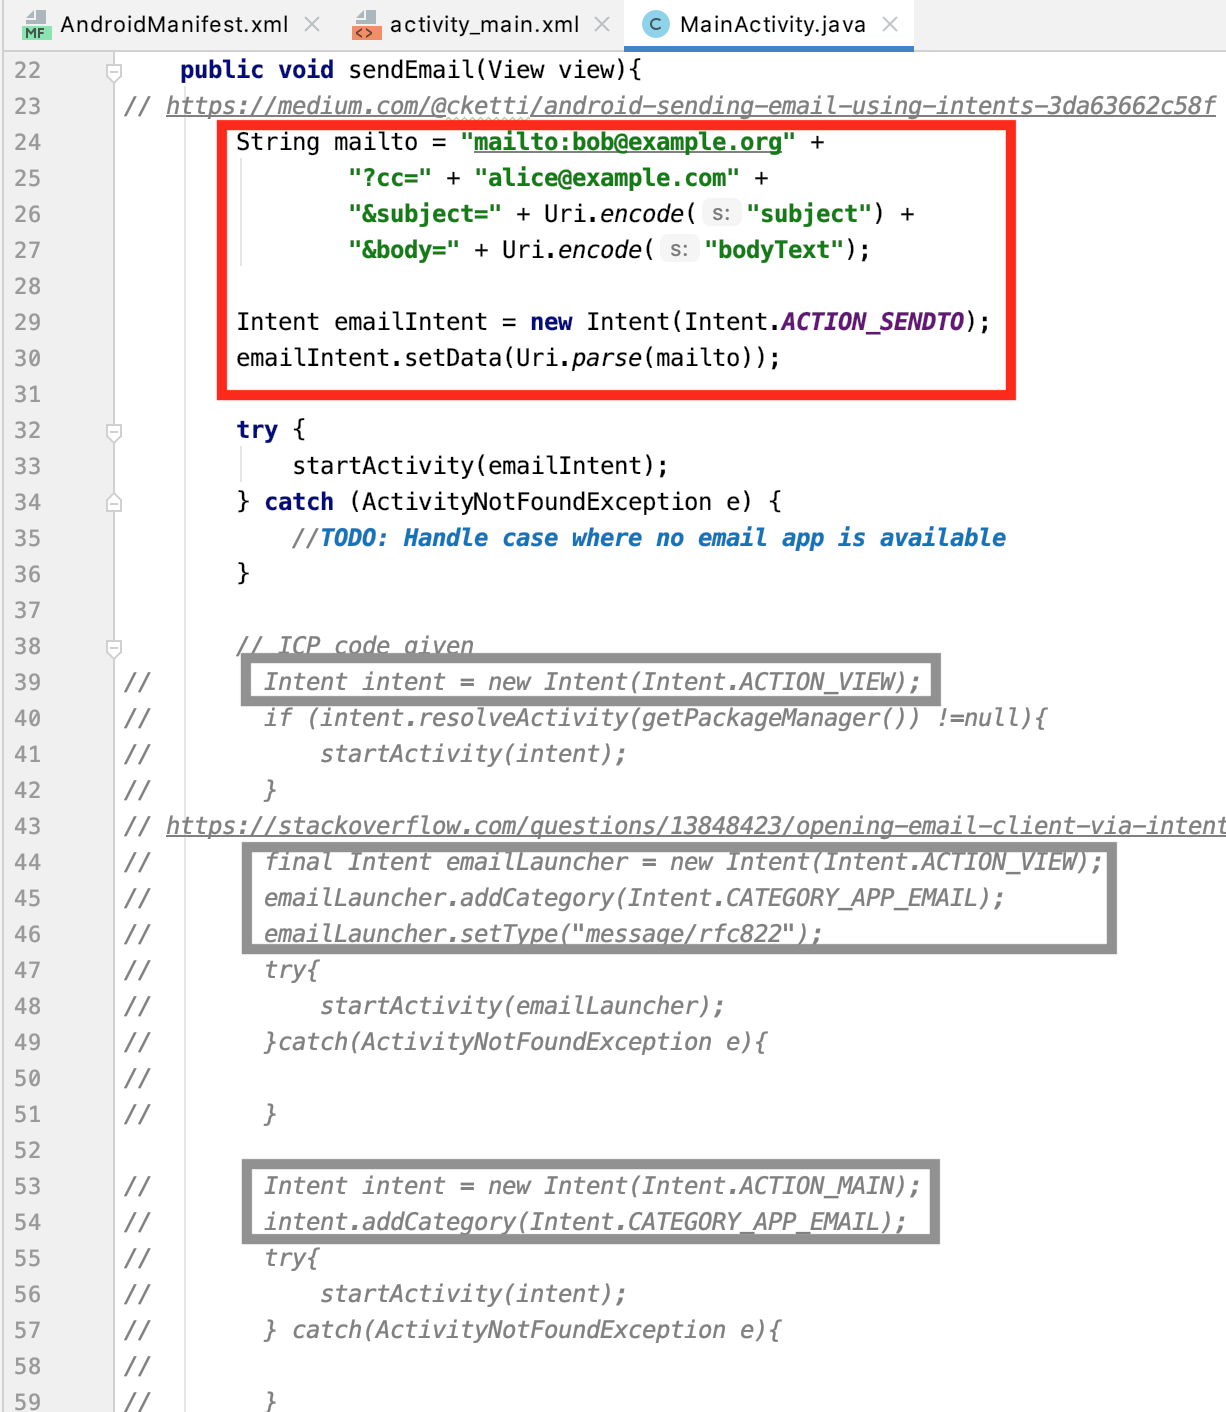 MF AndroidManifest.xml × <> activity_main.xml × C MainActivity.java ×
22 public void sendEmail(View view){
23 // https://medium.com/@cketti/android-sending-email-using-intents-3da63662c58f
24 String mailto = "mailto:bob@example.org" +
25 "?cc=" + "alice@example.com" +
26 "&subject=" + Uri.encode( s: "subject") +
27 "&body=" + Uri.encode( s: "bodyText");
28
29 Intent emailIntent = new Intent(Intent.ACTION_SENDTO);
30 emailIntent.setData(Uri.parse(mailto));
31
32 try {
33 startActivity(emailIntent);
34 } catch (ActivityNotFoundException e) {
35 //TODO: Handle case where no email app is available
36 }
37
38 // ICP code given
39 // Intent intent = new Intent(Intent.ACTION_VIEW);
40 // if (intent.resolveActivity(getPackageManager()) !=null){
41 // startActivity(intent);
42 // }
43 // https://stackoverflow.com/questions/13848423/opening-email-client-via-intent
44 // final Intent emailLauncher = new Intent(Intent.ACTION_VIEW);
45 // emailLauncher.addCategory(Intent.CATEGORY_APP_EMAIL);
46 // emailLauncher.setType("message/rfc822");
47 // try{
48 // startActivity(emailLauncher);
49 // }catch(ActivityNotFoundException e){
50 //
51 // }
52
53 // Intent intent = new Intent(Intent.ACTION_MAIN);
54 // intent.addCategory(Intent.CATEGORY_APP_EMAIL);
55 // try{
56 // startActivity(intent);
57 // } catch(ActivityNotFoundException e){
58 //
59 // }